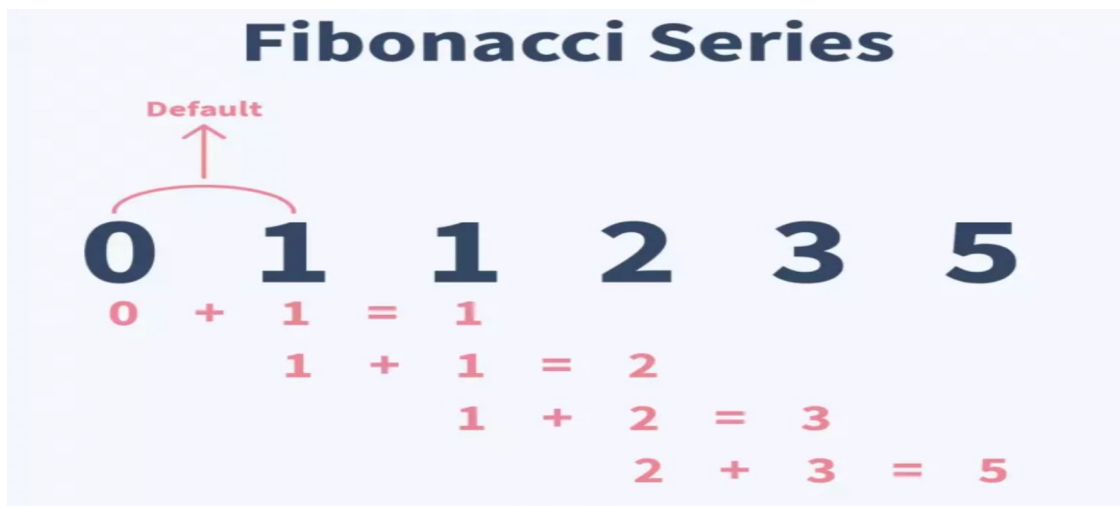 Fibonacci Series
Default
0 1 1 2 3 5
0 + 1 = 1
1 + 1 = 2
1 + 2 = 3
2 + 3 = 5